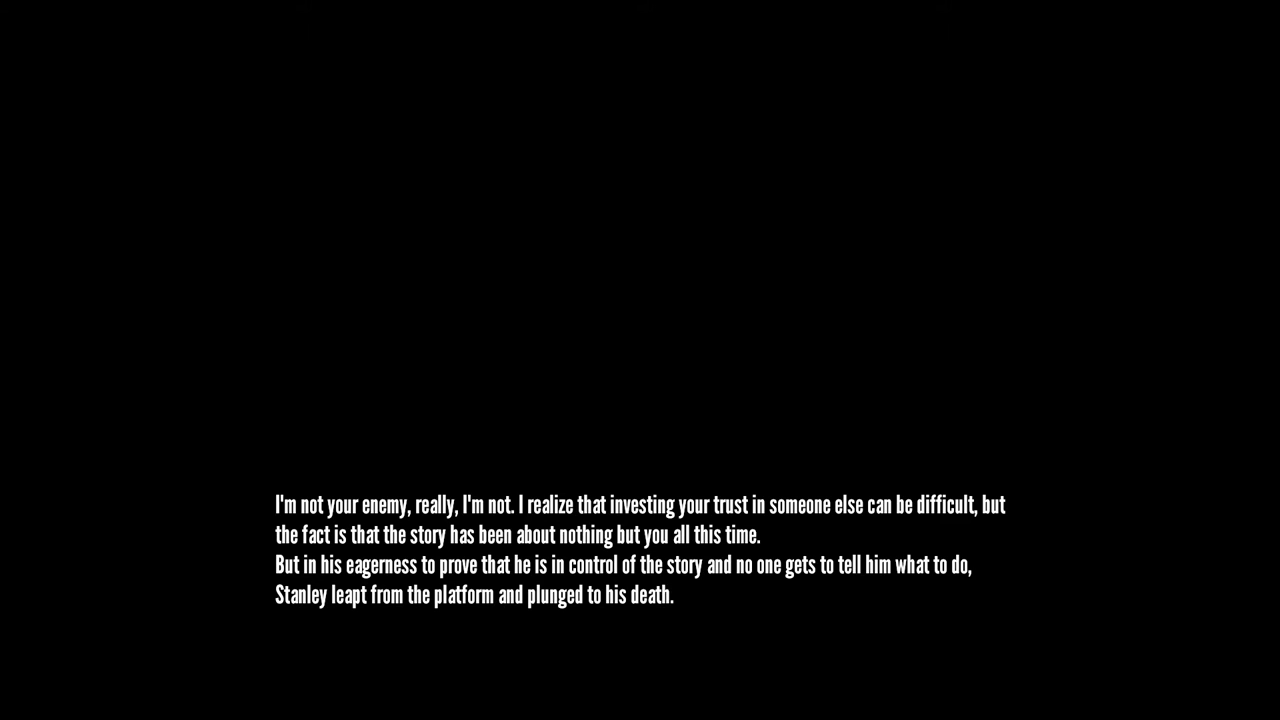 I'm not your enemy, really, I'm not. I realize that investing your trust in someone else can be difficult, but
the fact is that the story has been about nothing but you all this time.
But in his eagerness to prove that he is in control of the story and no one gets to tell him what to do,
Stanley leapt from the platform and plunged to his death.